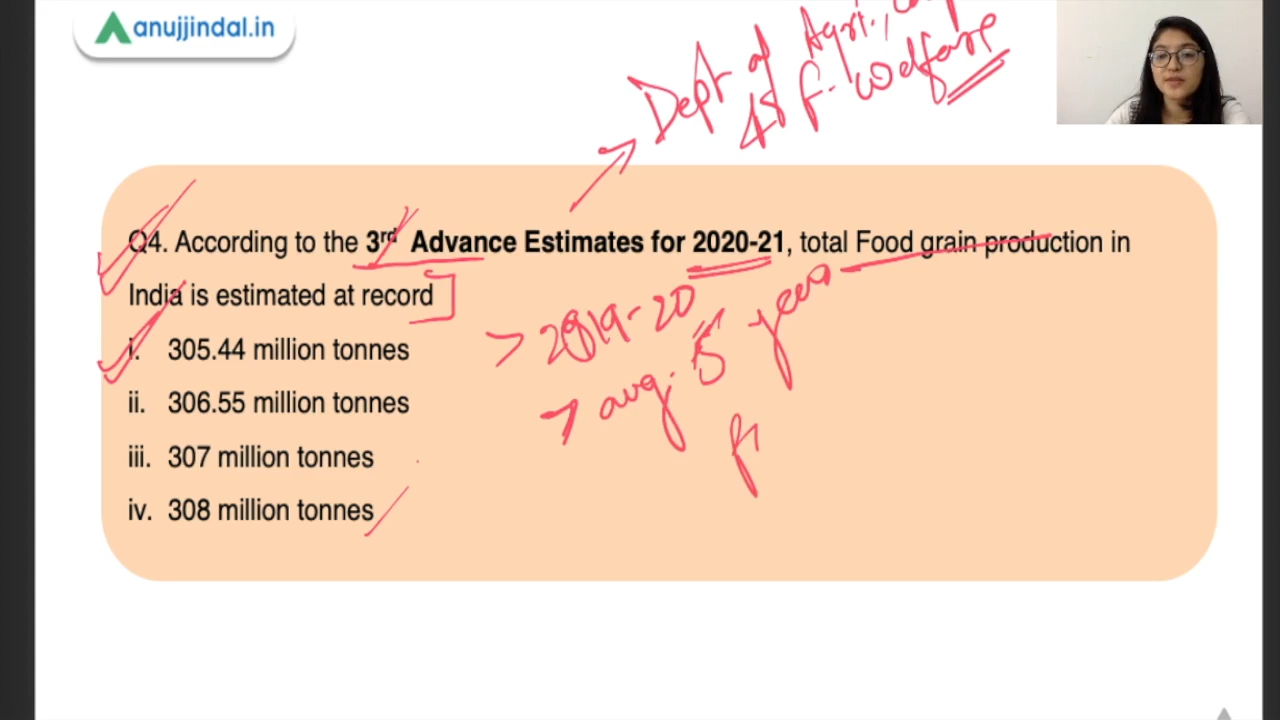 anujjindal.in
Dept of Agri.,
& F. Welfare
Q4. According to the 3rd Advance Estimates for 2020-21, total Food grain production in
India is estimated at record
i. 305.44 million tonnes
ii. 306.55 million tonnes
iii. 307 million tonnes
iv. 308 million tonnes
> 2019-20
> avg. 5 years